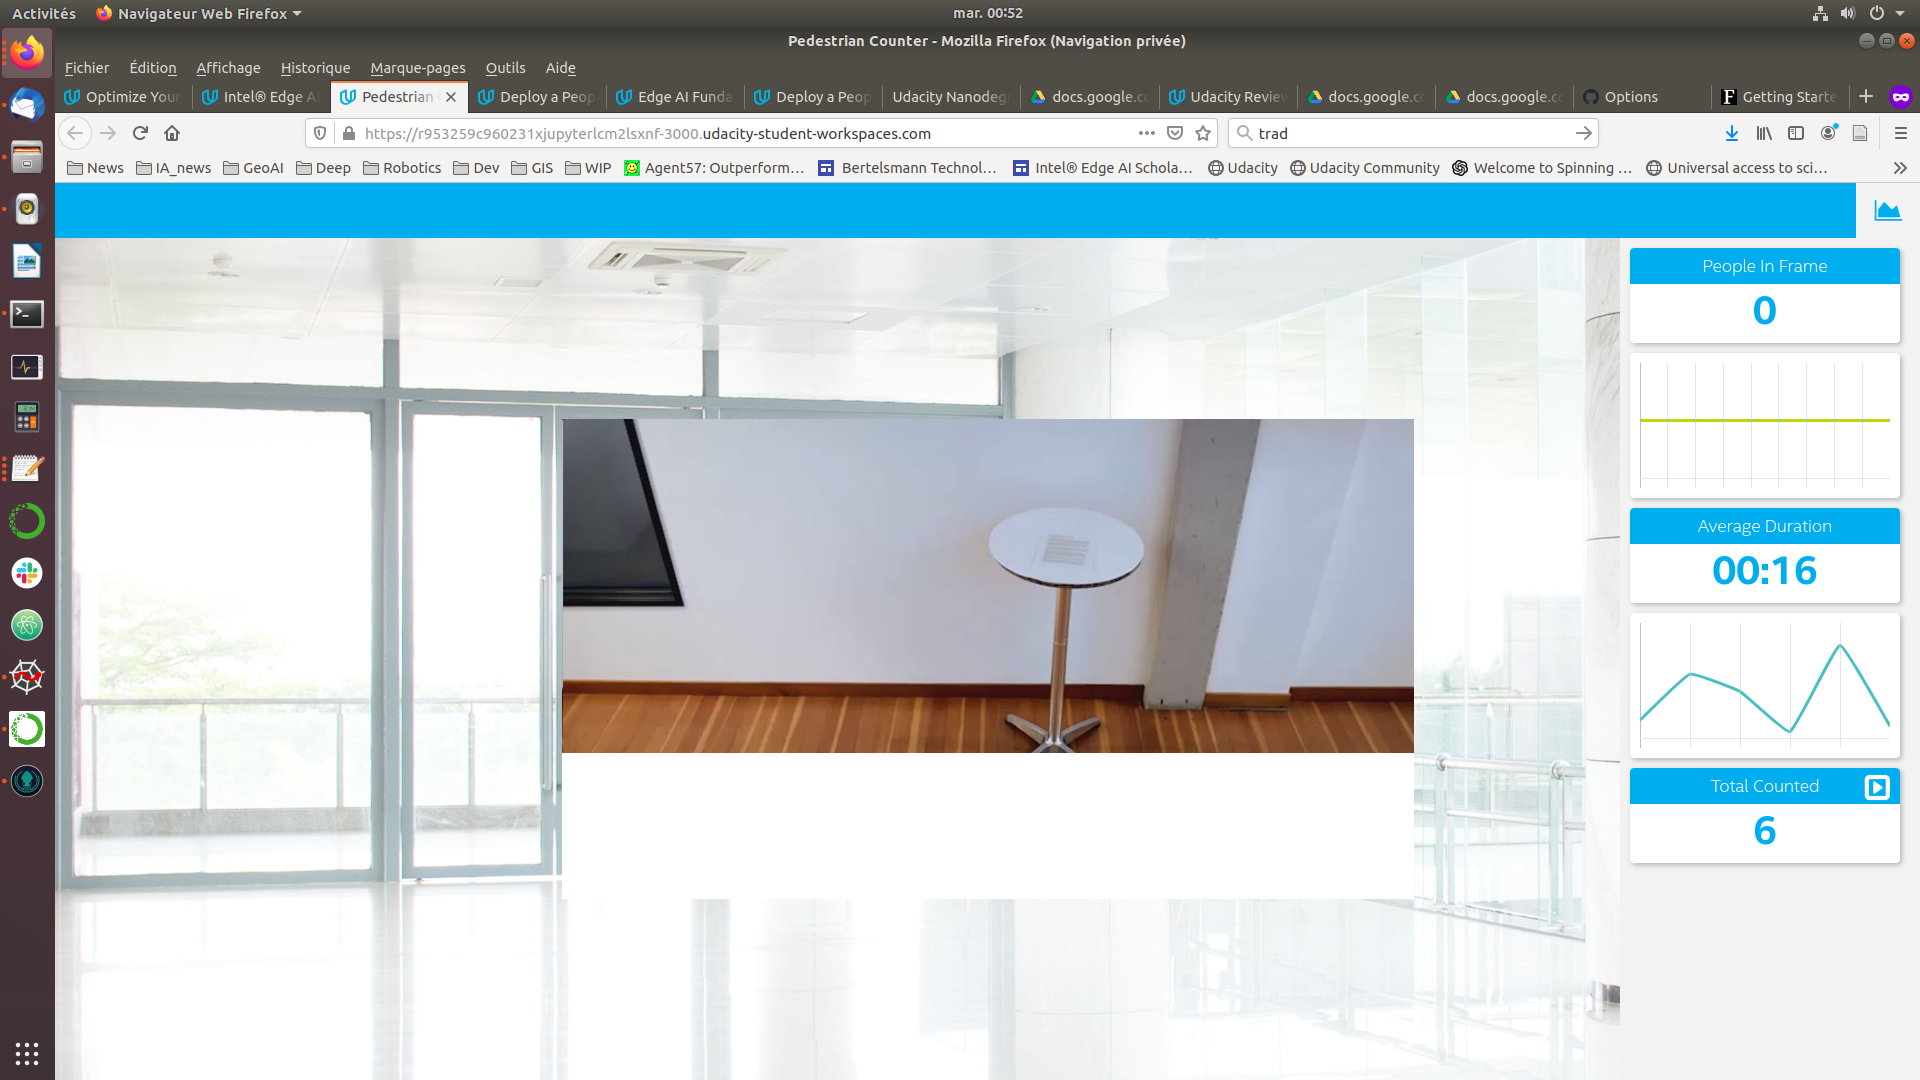 Activités
Navigateur Web Firefox
mar. 00:52
Pedestrian Counter - Mozilla Firefox (Navigation privée)
Fichier Édition Affichage Historique Marque-pages Outils Aide
Optimize Your
Intel® Edge A
Pedestrian
Deploy a Peop
Edge AI Funda
Deploy a Peop
Udacity Nanodeg
docs.google.co
Udacity Review
docs.google.co
docs.google.co
Options
Getting Starte
https://r953259c960231xjupyterlcm2lsxnf-3000.udacity-student-workspaces.com
trad
News
IA_news
GeoAI
Deep
Robotics
Dev
GIS
WIP
Agent57: Outperform…
Bertelsmann Technol…
Intel® Edge AI Schola…
Udacity
Udacity Community
Welcome to Spinning …
Universal access to sci…
People In Frame
0
Average Duration
00:16
Total Counted
6